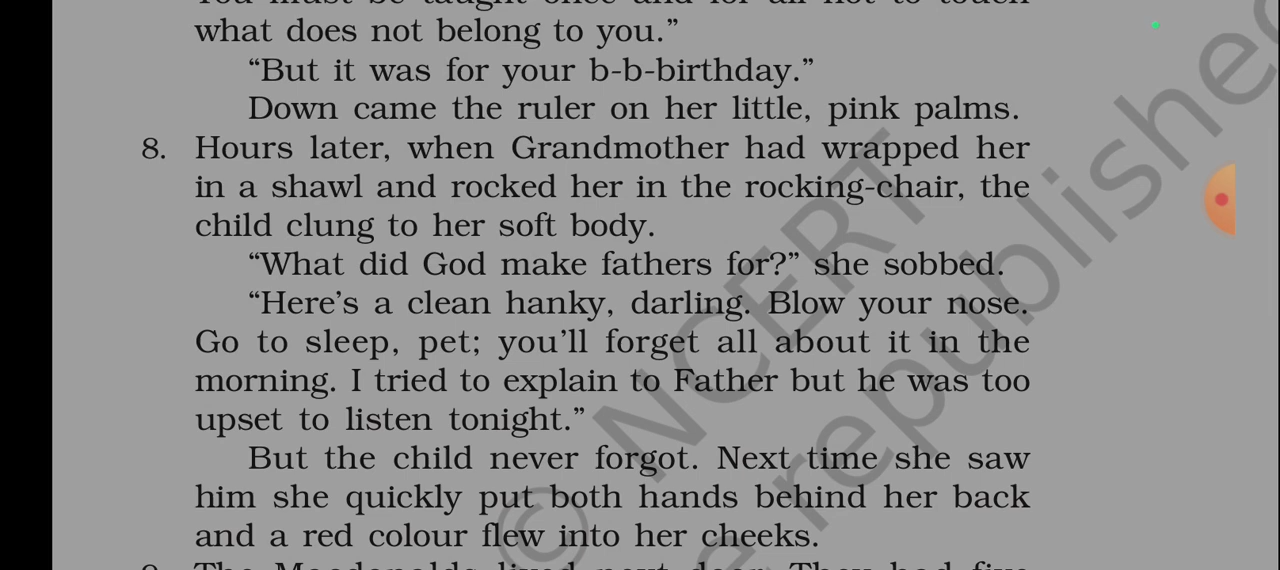 what does not belong to you.”
“But it was for your b-b-birthday.”
Down came the ruler on her little, pink palms.
8. Hours later, when Grandmother had wrapped her
in a shawl and rocked her in the rocking-chair, the
child clung to her soft body.
“What did God make fathers for?” she sobbed.
“Here’s a clean hanky, darling. Blow your nose.
Go to sleep, pet; you’ll forget all about it in the
morning. I tried to explain to Father but he was too
upset to listen tonight.”
But the child never forgot. Next time she saw
him she quickly put both hands behind her back
and a red colour flew into her cheeks.
© NCERT
republished